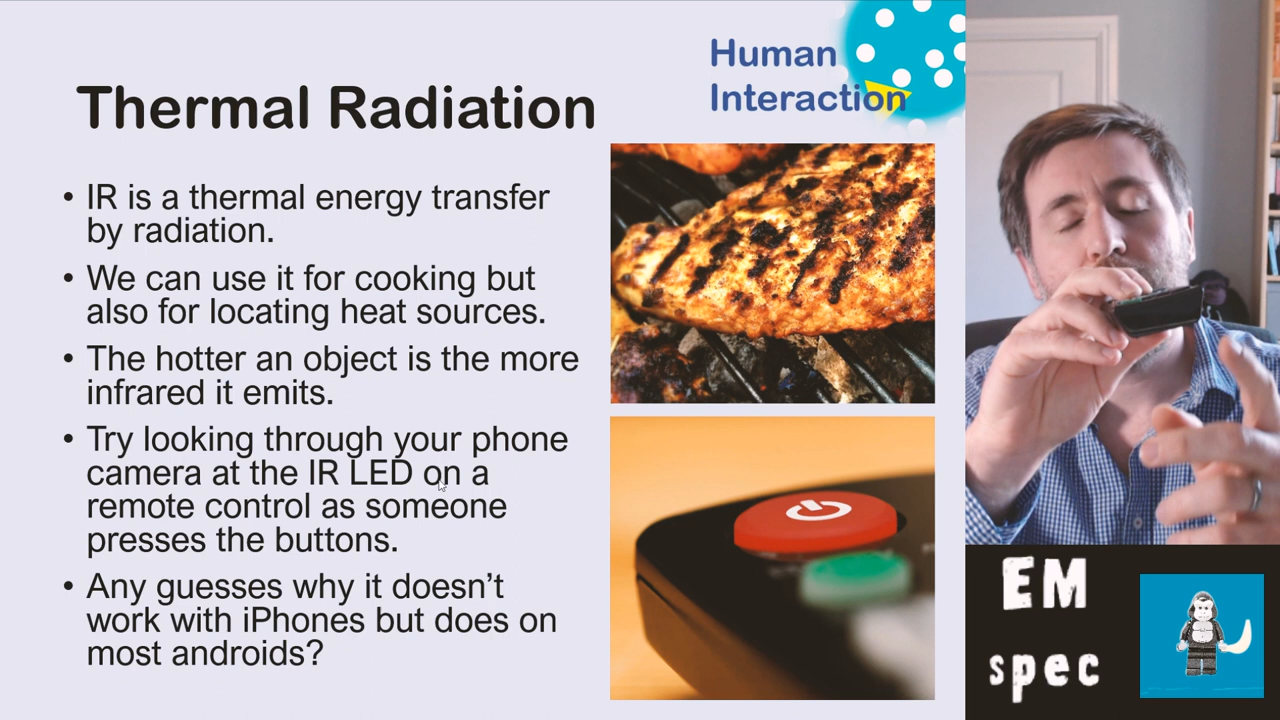 Human
Interaction
Thermal Radiation
• IR is a thermal energy transfer
by radiation.
• We can use it for cooking but
also for locating heat sources.
• The hotter an object is the more
infrared it emits.
• Try looking through your phone
camera at the IR LED on a
remote control as someone
presses the buttons.
• Any guesses why it doesn’t
work with iPhones but does on
most androids?
EM
spec